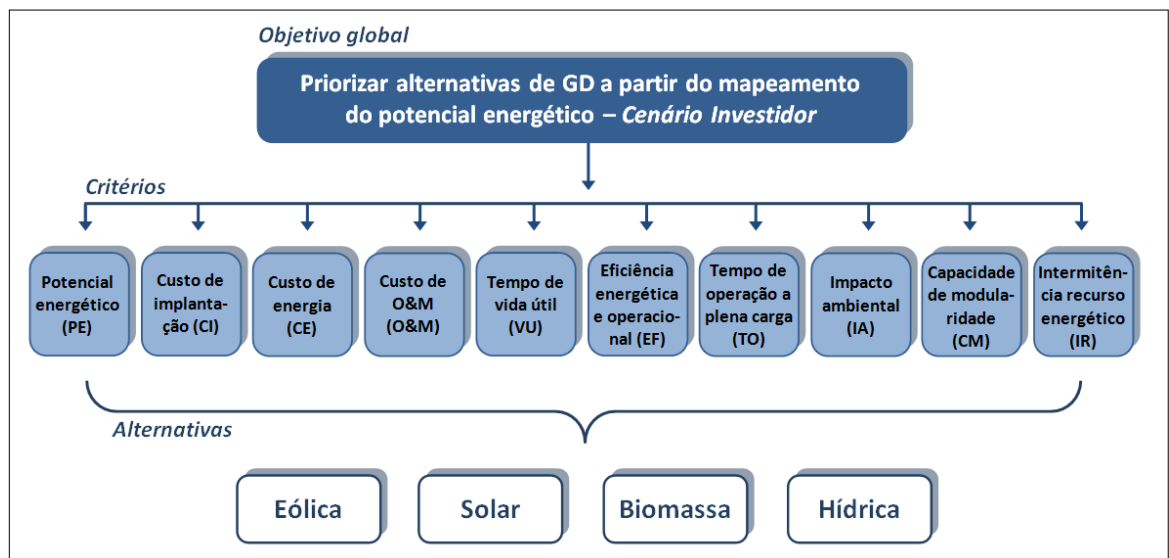 Objetivo global
Priorizar alternativas de GD a partir do mapeamento
do potencial energético – Cenário Investidor
Critérios
Potencial
energético
(PE)
Custo de
implanta-
ção (CI)
Custo de
energia
(CE)
Custo de
O&M
(O&M)
Tempo de
vida útil
(VU)
Eficiência
energética
e operacio-
nal (EF)
Tempo de
operação a
plena carga
(TO)
Impacto
ambiental
(IA)
Capacidade
de modula-
ridade
(CM)
Intermitên-
cia recurso
energético
(IR)
Alternativas
Eólica
Solar
Biomassa
Hídrica